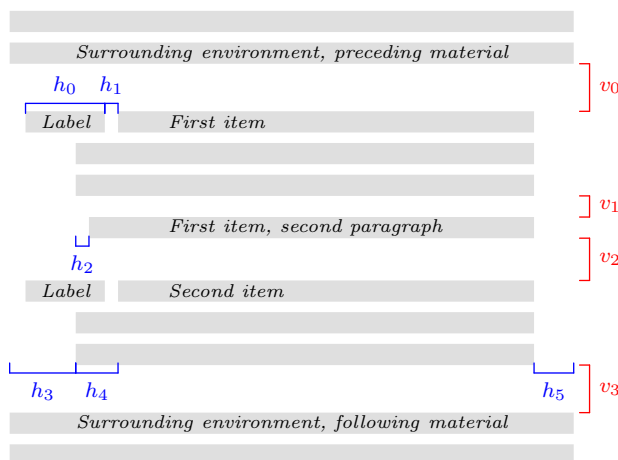 Surrounding environment, preceding material
h₀ h₁ v₀
Label First item
v₁
First item, second paragraph
h₂ v₂
Label Second item
h₃ h₄ h₅ v₃
Surrounding environment, following material